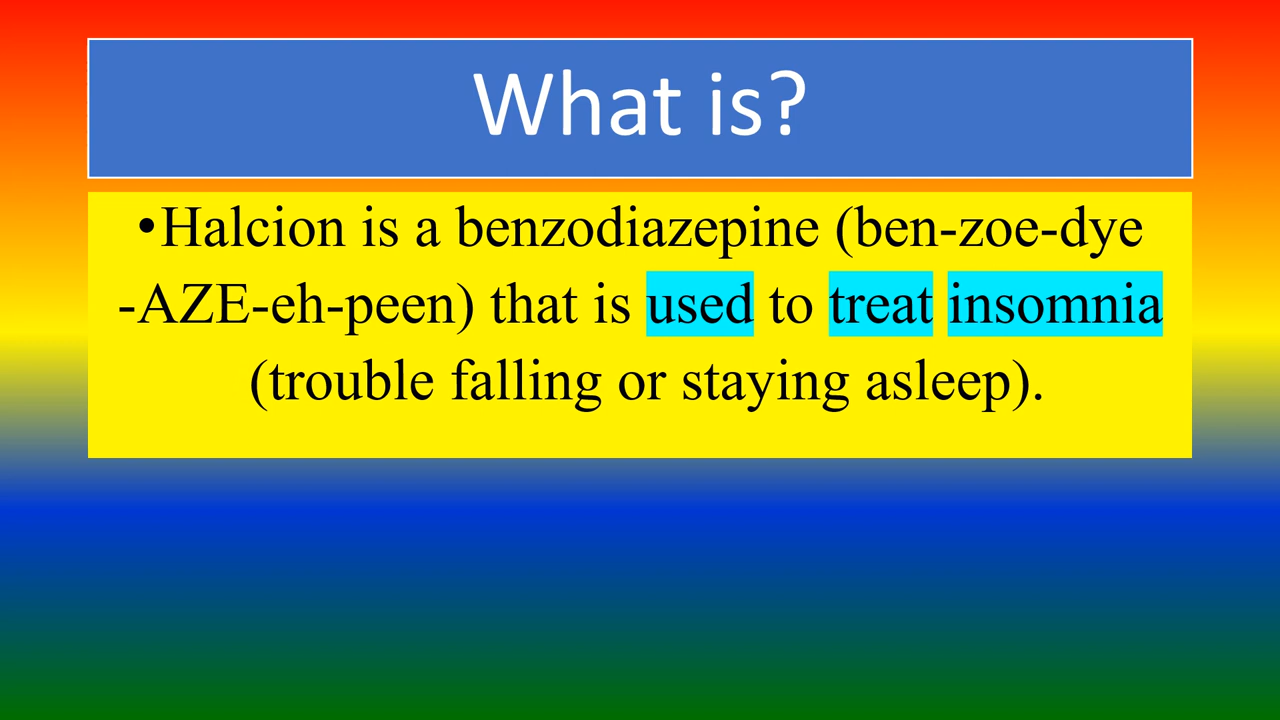 What is?
•Halcion is a benzodiazepine (ben-zoe-dye
-AZE-eh-peen) that is used to treat insomnia
(trouble falling or staying asleep).